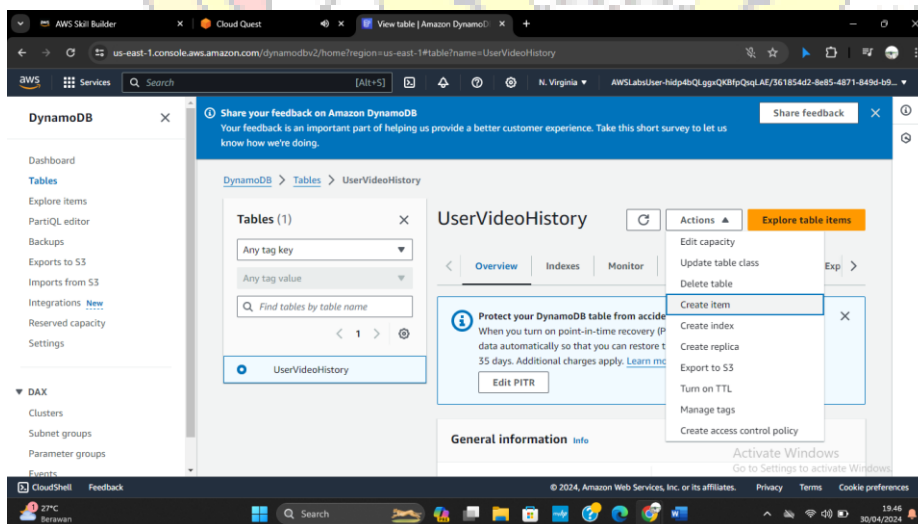 AWS Skill Builder
Cloud Quest
View table | Amazon DynamoD
us-east-1.console.aws.amazon.com/dynamodbv2/home?region=us-east-1#table?name=UserVideoHistory
aws
Services
Search
[Alt+S]
N. Virginia
DynamoDB
Share your feedback on Amazon DynamoDB
Your feedback is an important part of helping us provide a better customer experience. Take this short survey to let us
know how we're doing.
Share feedback
Dashboard
Tables
Explore items
PartiQL editor
Backups
Exports to S3
Imports from S3
Integrations New
Reserved capacity
Settings
DAX
Clusters
Subnet groups
Parameter groups
Events
DynamoDB > Tables > UserVideoHistory
Tables (1)
Any tag key
Any tag value
Find tables by table name
1
UserVideoHistory
UserVideoHistory
Actions
Explore table items
Overview
Indexes
Monitor
Exp
Edit capacity
Update table class
Delete table
Create item
Create index
Create replica
Export to S3
Turn on TTL
Manage tags
Create access control policy
Protect your DynamoDB table from accide
When you turn on point-in-time recovery (P
data automatically so that you can restore t
35 days. Additional charges apply. Learn mo
Edit PITR
General information Info
Activate Windows
Go to Settings to activate Windows.
CloudShell
Feedback
© 2024, Amazon Web Services, Inc. or its affiliates.
Privacy
Terms
Cookie preferences
1
27°C
Berawan
Search
19.46
30/04/2024